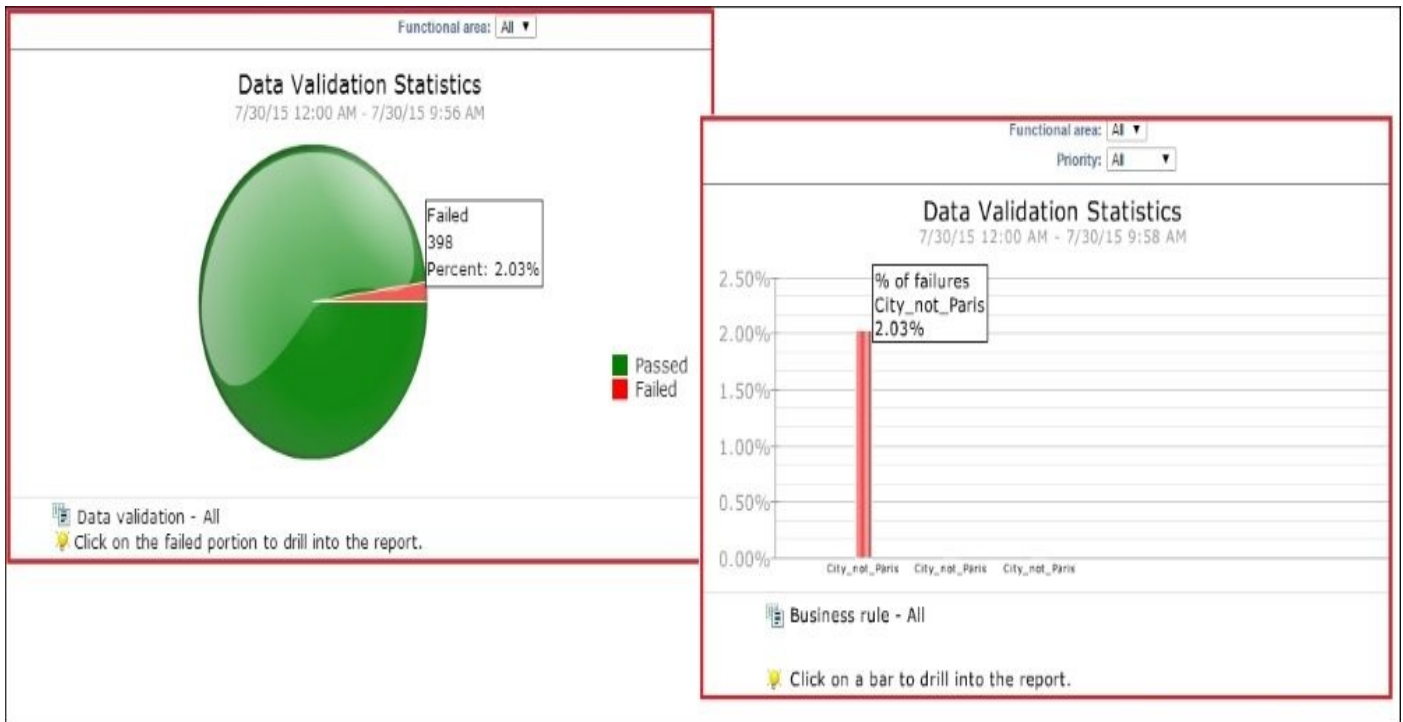 Functional area: All ▼
Data Validation Statistics
7/30/15 12:00 AM - 7/30/15 9:56 AM
Failed
398
Percent: 2.03%
Passed
Failed
Data validation - All
Click on the failed portion to drill into the report.
Functional area: All ▼
Priority: All ▼
Data Validation Statistics
7/30/15 12:00 AM - 7/30/15 9:58 AM
% of failures
City_not_Paris
2.03%
2.50%
2.00%
1.50%
1.00%
0.50%
0.00%
City_not_Paris City_not_Paris City_not_Paris
Business rule - All
Click on a bar to drill into the report.